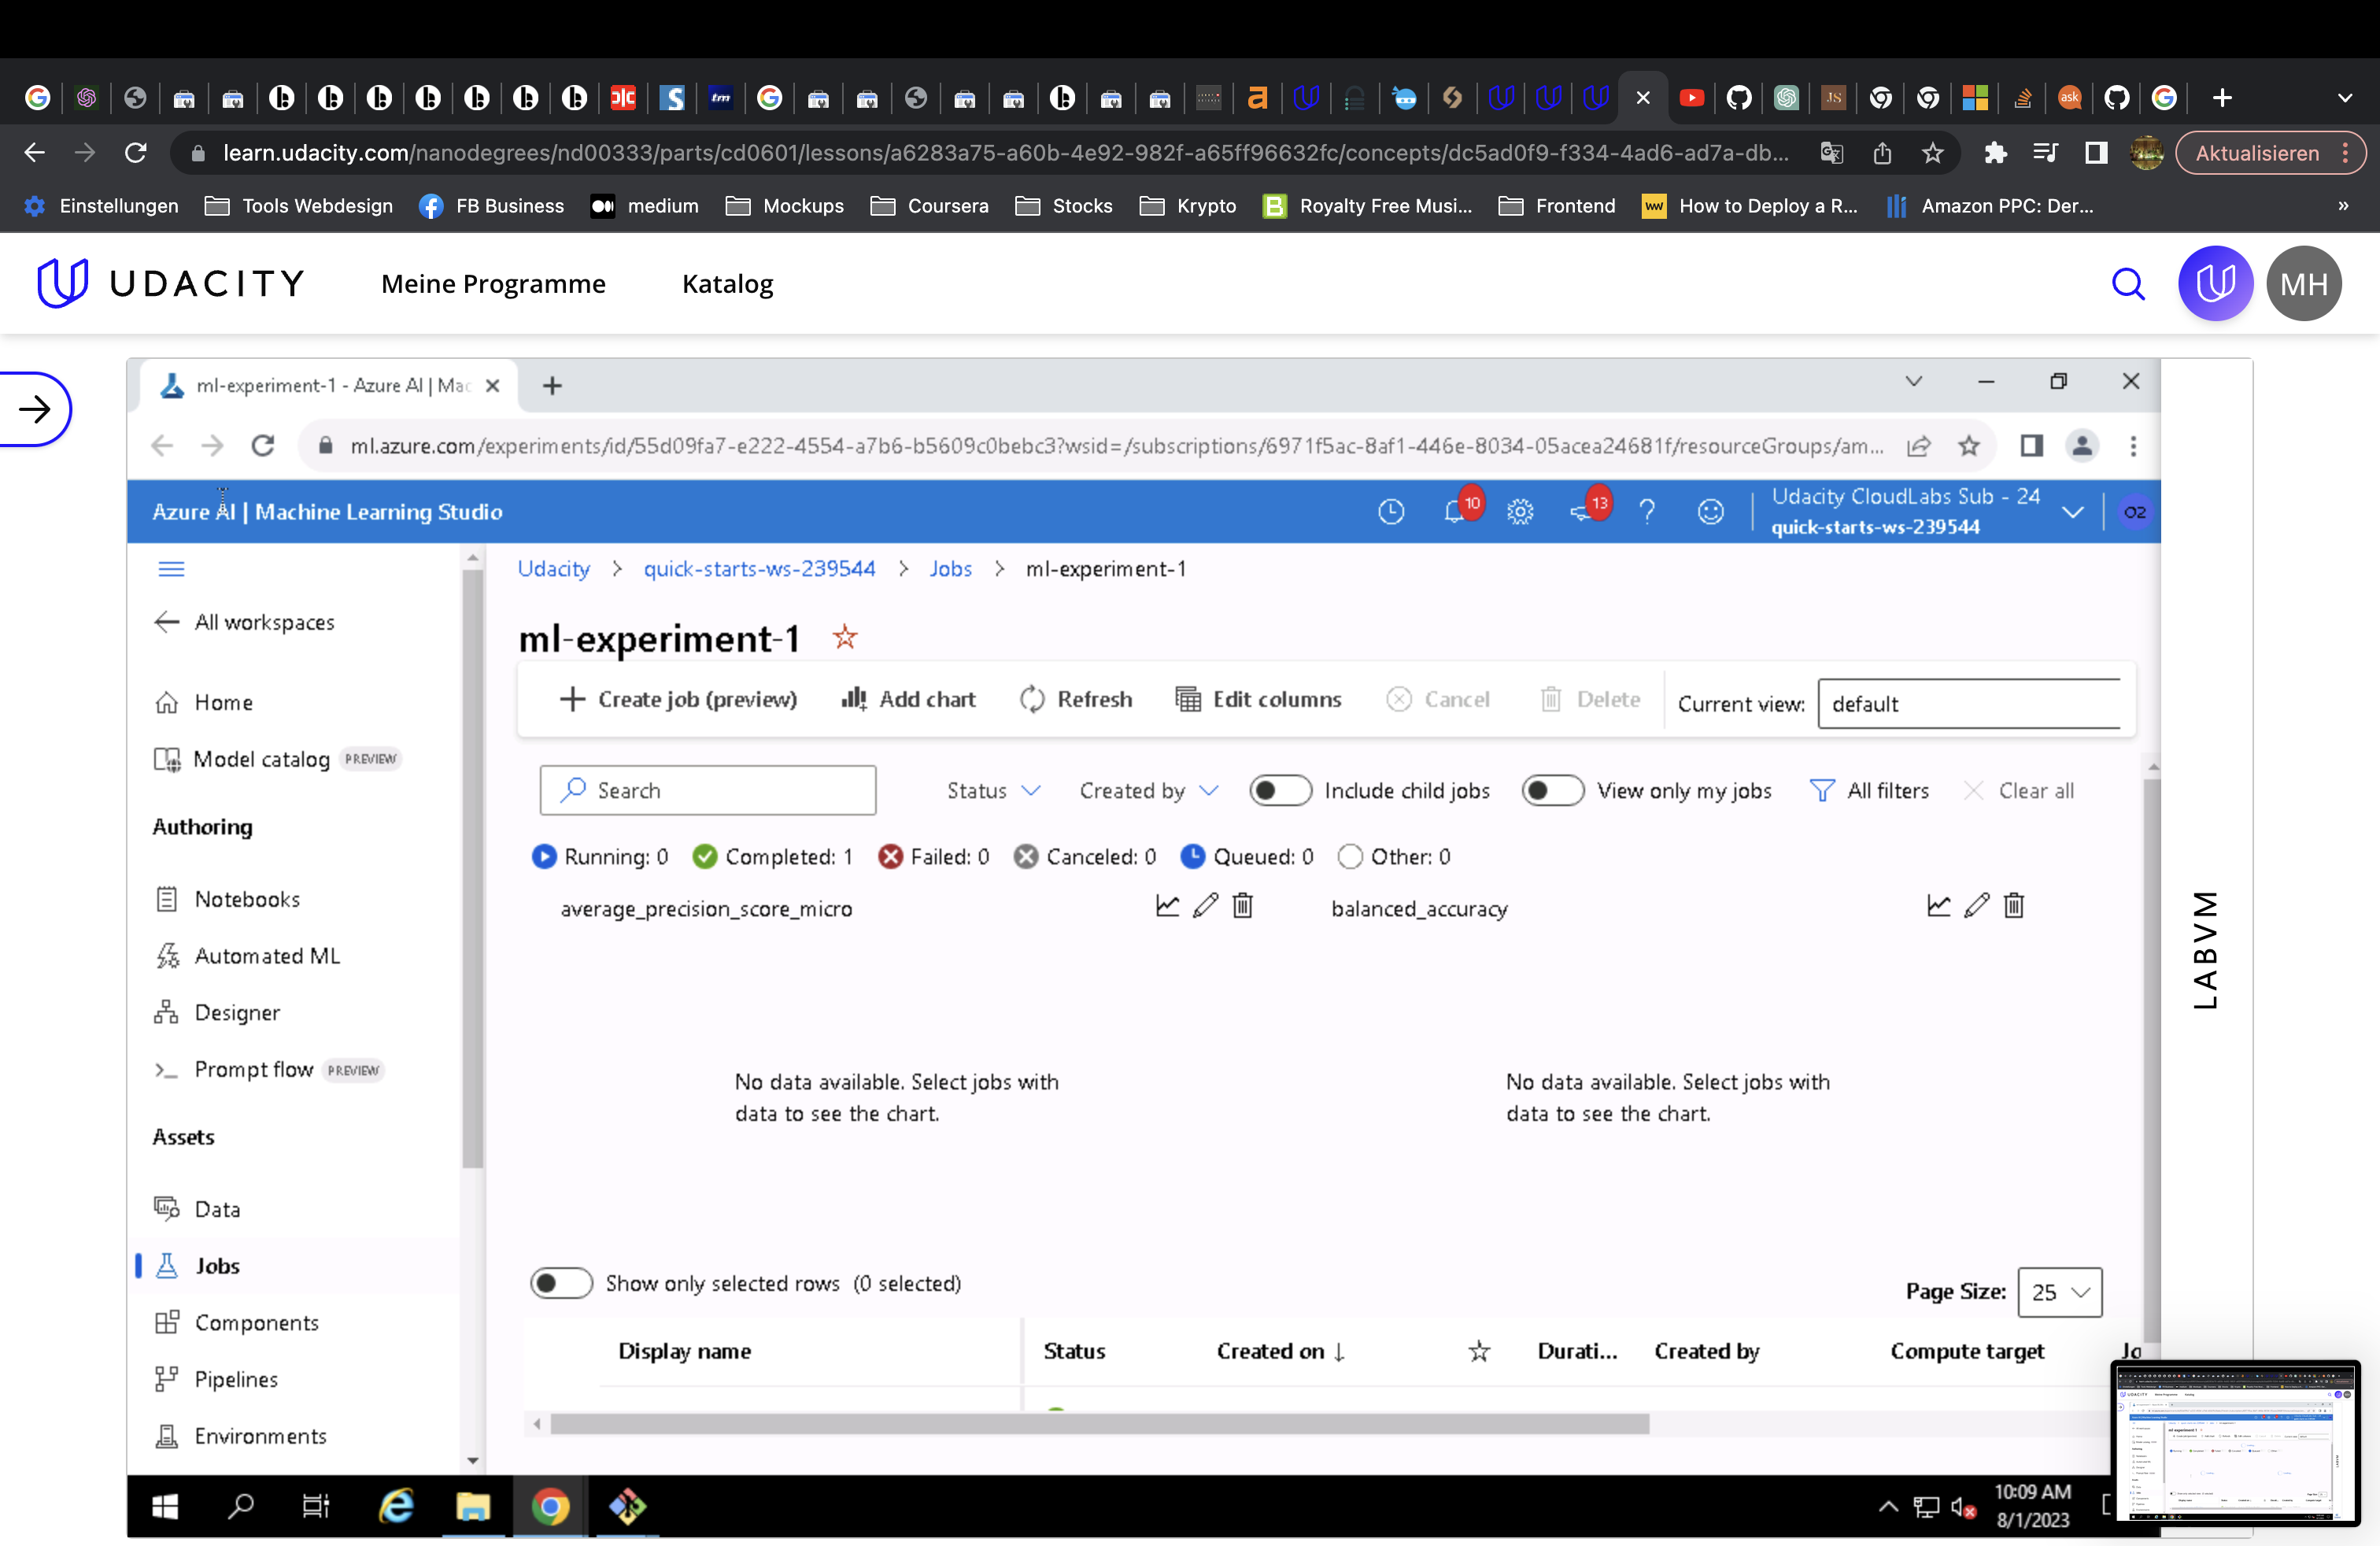 learn.udacity.com/nanodegrees/nd00333/parts/cd0601/lessons/a6283a75-a60b-4e92-982f-a65ff96632fc/concepts/dc5ad0f9-f334-4ad6-ad7a-db...
Aktualisieren
Einstellungen Tools Webdesign FB Business medium Mockups Coursera Stocks Krypto Royalty Free Musi... Frontend How to Deploy a R... Amazon PPC: Der... »
UDACITY Meine Programme Katalog MH
ml-experiment-1 - Azure AI | Mac
ml.azure.com/experiments/id/55d09fa7-e222-4554-a7b6-b5609c0bebc3?wsid=/subscriptions/6971f5ac-8af1-446e-8034-05acea24681f/resourceGroups/am...
Azure AI | Machine Learning Studio 10 13 ?
Udacity CloudLabs Sub - 24
quick-starts-ws-239544
O2
Udacity > quick-starts-ws-239544 > Jobs > ml-experiment-1
All workspaces
Home
Model catalog PREVIEW
Authoring
Notebooks
Automated ML
Designer
Prompt flow PREVIEW
Assets
Data
Jobs
Components
Pipelines
Environments
ml-experiment-1
Create job (preview) Add chart Refresh Edit columns Cancel Delete Current view: default
Search Status Created by Include child jobs View only my jobs All filters Clear all
Running: 0 Completed: 1 Failed: 0 Canceled: 0 Queued: 0 Other: 0
average_precision_score_micro
No data available. Select jobs with
data to see the chart.
balanced_accuracy
No data available. Select jobs with
data to see the chart.
Show only selected rows (0 selected)
Page Size: 25
Display name Status Created on ↓ Durati... Created by Compute target Jo
LABVM
10:09 AM
8/1/2023